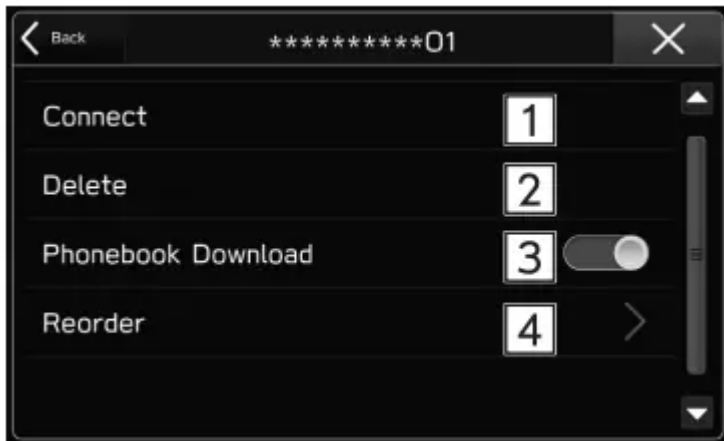 Back
**********01
Connect 1
Delete 2
Phonebook Download 3
Reorder 4